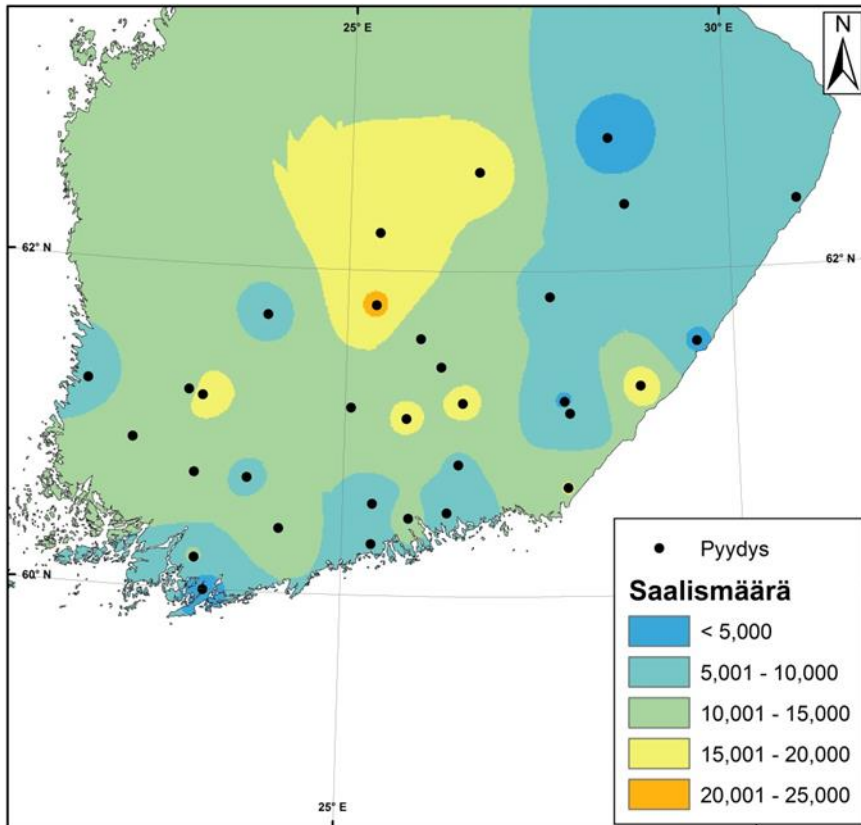 25° E
30° E
N
62° N
62° N
60° N
25° E
Pyydys
Saalismäärä
< 5,000
5,001 - 10,000
10,001 - 15,000
15,001 - 20,000
20,001 - 25,000